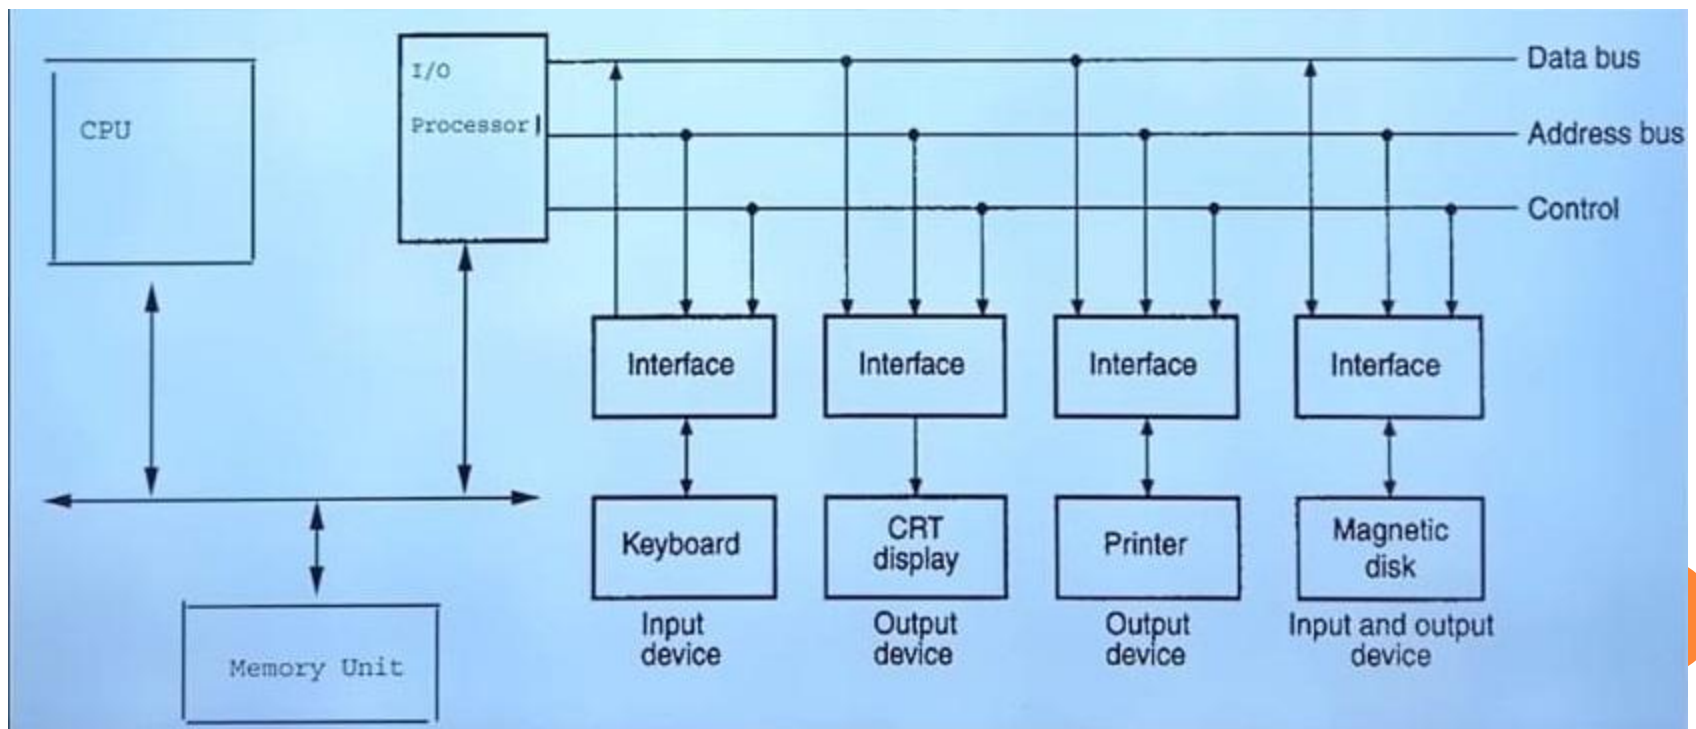 CPU
I/O
Processor
Data bus
Address bus
Control
Interface
Interface
Interface
Interface
Keyboard
CRT
display
Printer
Magnetic
disk
Input
device
Output
device
Output
device
Input and output
device
Memory Unit